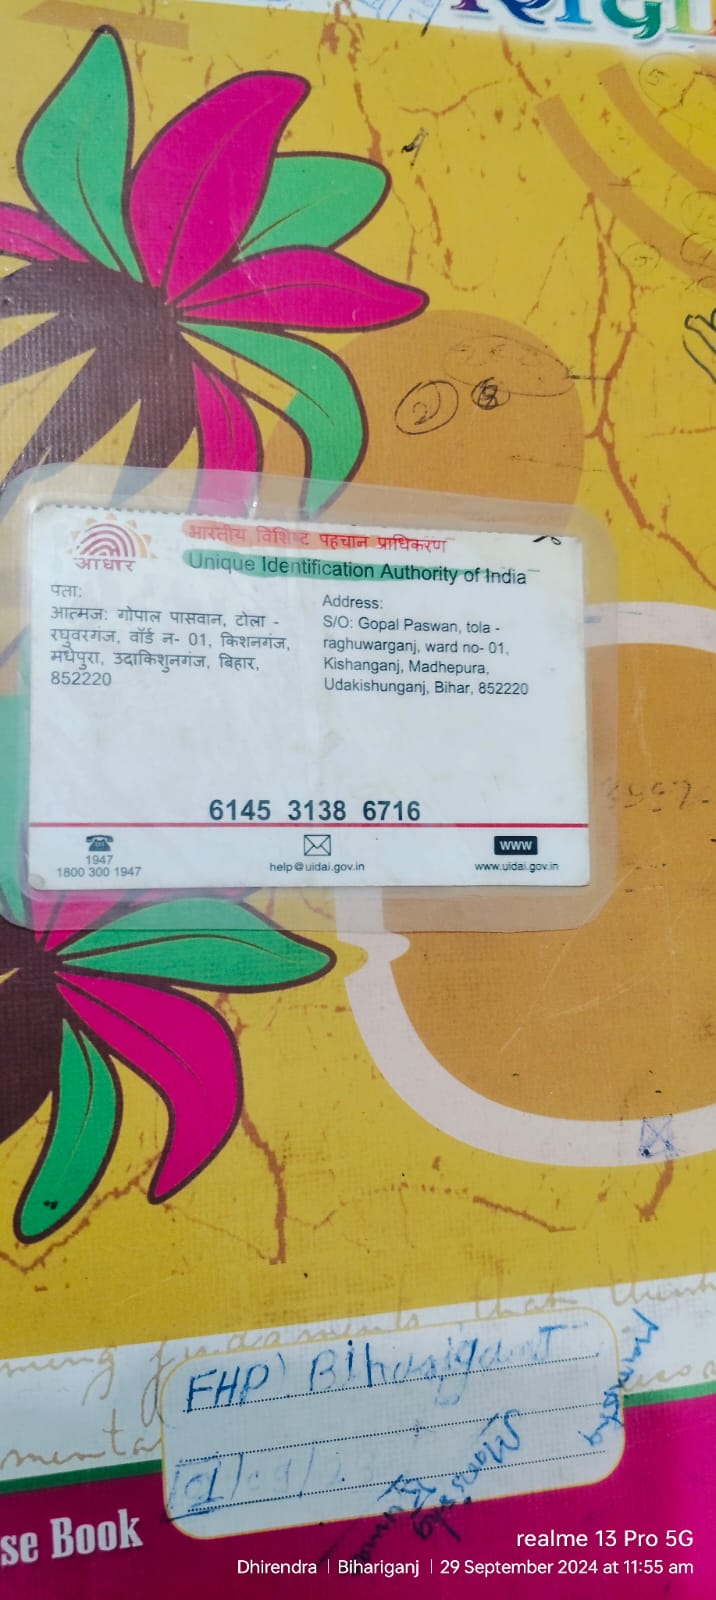 आधार
भारतीय विशिष्ट पहचान प्राधिकरण
Unique Identification Authority of India
पता:
आत्मज: गोपाल पासवान, टोला -
रघुवरगंज, वॉर्ड न- 01, किशनगंज,
मधेपुरा, उदाकिशुनगंज, बिहार,
852220
Address:
S/O: Gopal Paswan, tola -
raghuwarganj, ward no- 01,
Kishanganj, Madhepura,
Udakishunganj, Bihar, 852220
6145 3138 6716
1947
1800 300 1947
help@uidai.gov.in
www
www.uidai.gov.in
FHP) Bihariganj
se Book
realme 13 Pro 5G
Dhirendra | Bihariganj | 29 September 2024 at 11:55 am